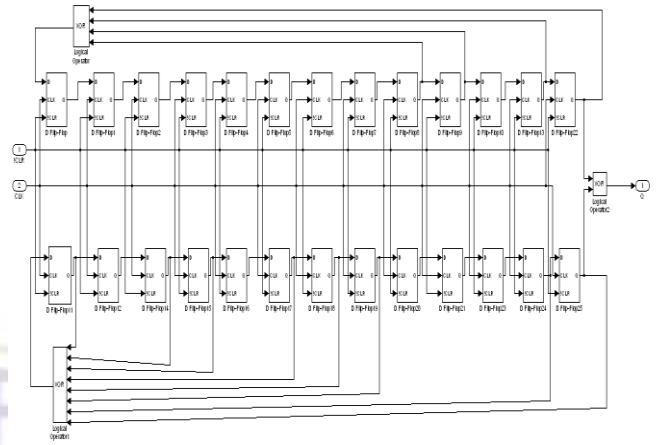 XOR
Logical
Operator
D CLK !CLR Q
D Flip-Flop
D Flip-Flop1
D Flip-Flop2
D Flip-Flop3
D Flip-Flop4
D Flip-Flop5
D Flip-Flop6
D Flip-Flop7
D Flip-Flop8
D Flip-Flop9
D Flip-Flop10
D Flip-Flop13
D Flip-Flop22
1
!CLR
2
CLK
XOR
Logical
Operator2
1
Q
D Flip-Flop11
D Flip-Flop12
D Flip-Flop14
D Flip-Flop15
D Flip-Flop16
D Flip-Flop17
D Flip-Flop18
D Flip-Flop19
D Flip-Flop20
D Flip-Flop21
D Flip-Flop23
D Flip-Flop24
D Flip-Flop25
XOR
Logical
Operator1